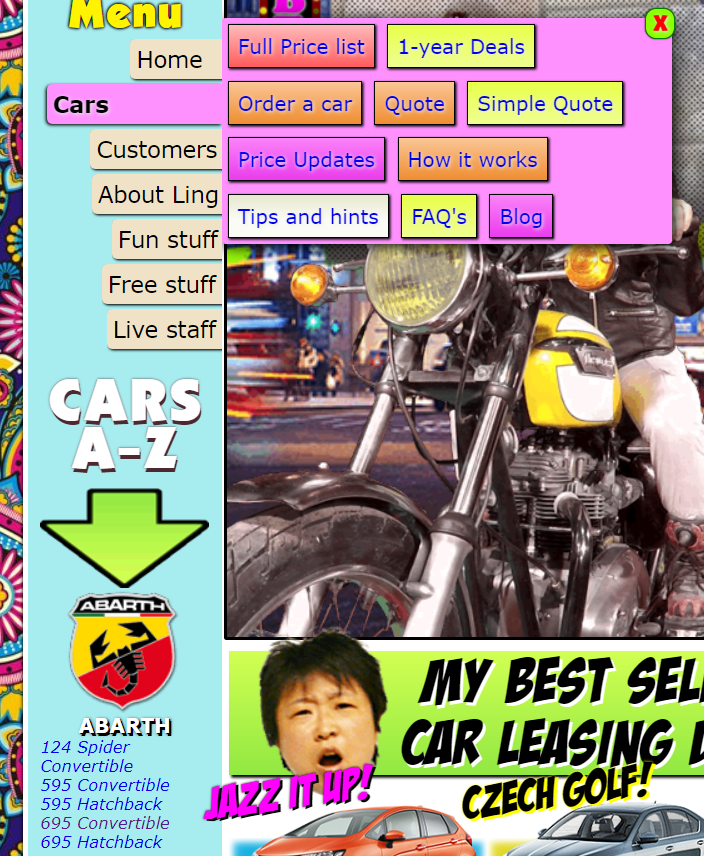 Menu
Home
Cars
Customers
About Ling
Fun stuff
Free stuff
Live staff
X
Full Price list
1-year Deals
Order a car
Quote
Simple Quote
Price Updates
How it works
Tips and hints
FAQ's
Blog
CARS
A-Z
ABARTH
ABARTH
124 Spider
Convertible
595 Convertible
595 Hatchback
695 Convertible
695 Hatchback
MY BEST SEL
CAR LEASING D
JAZZ IT UP!
CZECH GOLF!